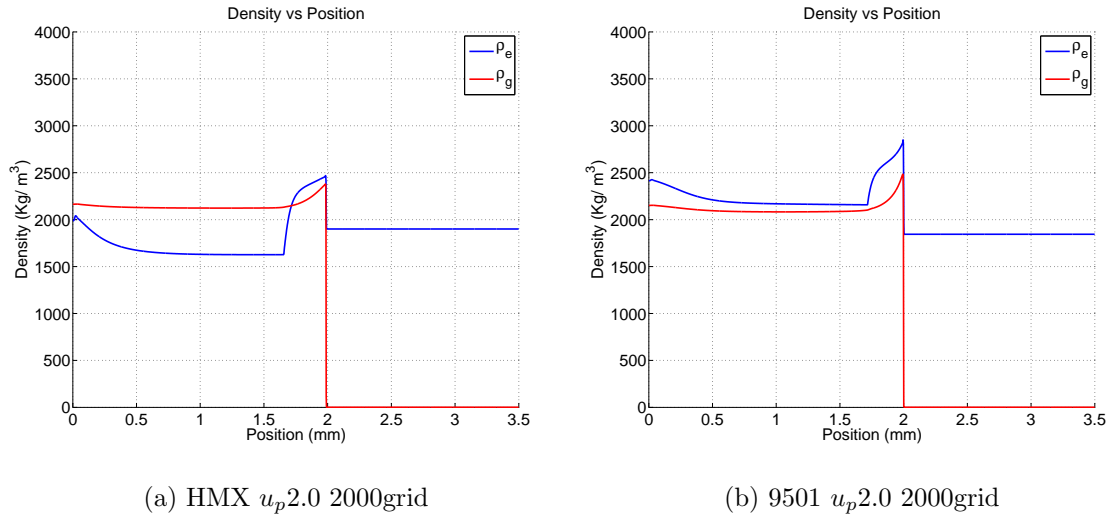 Density vs Position
4000
3500
3000
2500
2000
1500
1000
500
0
Density (Kg/ m³)
0 0.5 1 1.5 2 2.5 3 3.5
Position (mm)
ρe
ρg
(a) HMX up2.0 2000grid
Density vs Position
4000
3500
3000
2500
2000
1500
1000
500
0
Density (Kg/ m³)
0 0.5 1 1.5 2 2.5 3 3.5
Position (mm)
ρe
ρg
(b) 9501 up2.0 2000grid